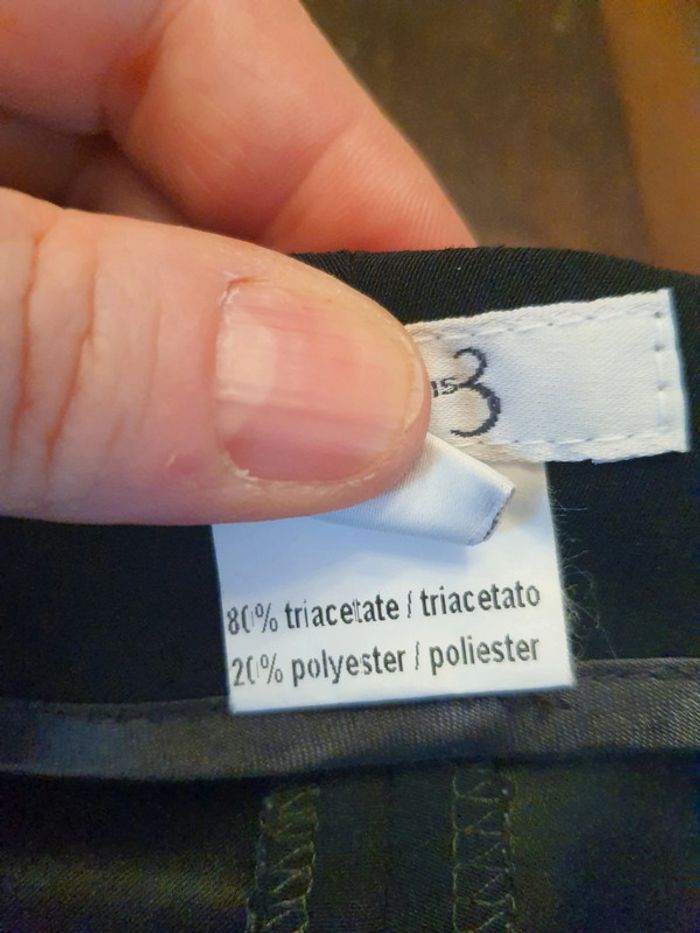 3
80% triacetate / triacetato
20% polyester / poliester